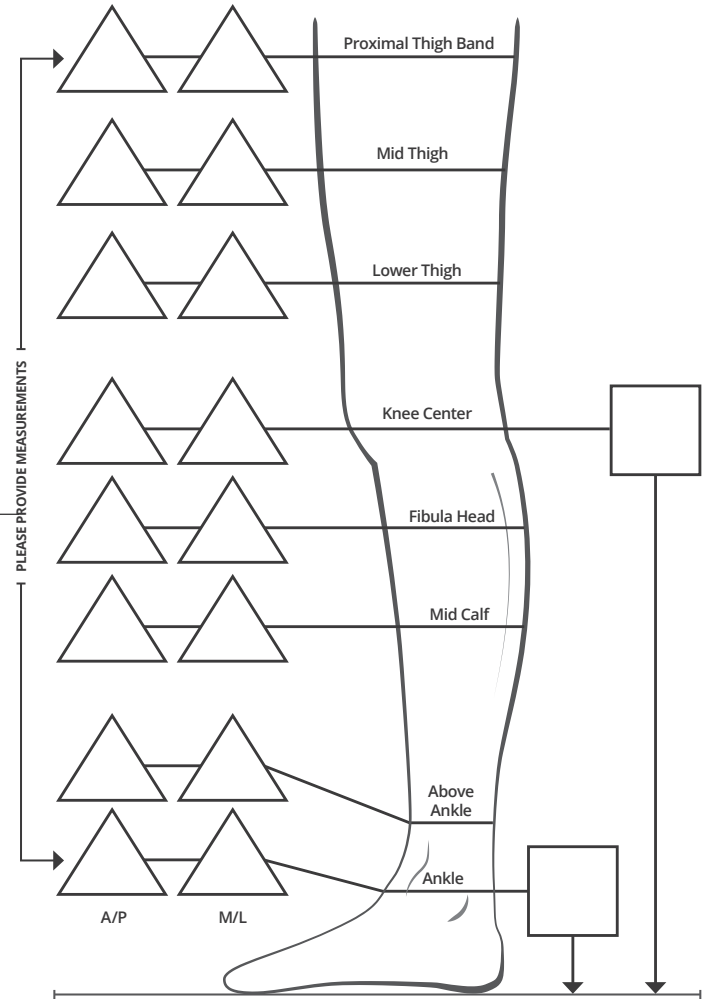 Proximal Thigh Band
Mid Thigh
Lower Thigh
PLEASE PROVIDE MEASUREMENTS
Knee Center
Fibula Head
Mid Calf
Above
Ankle
Ankle
A/P
M/L